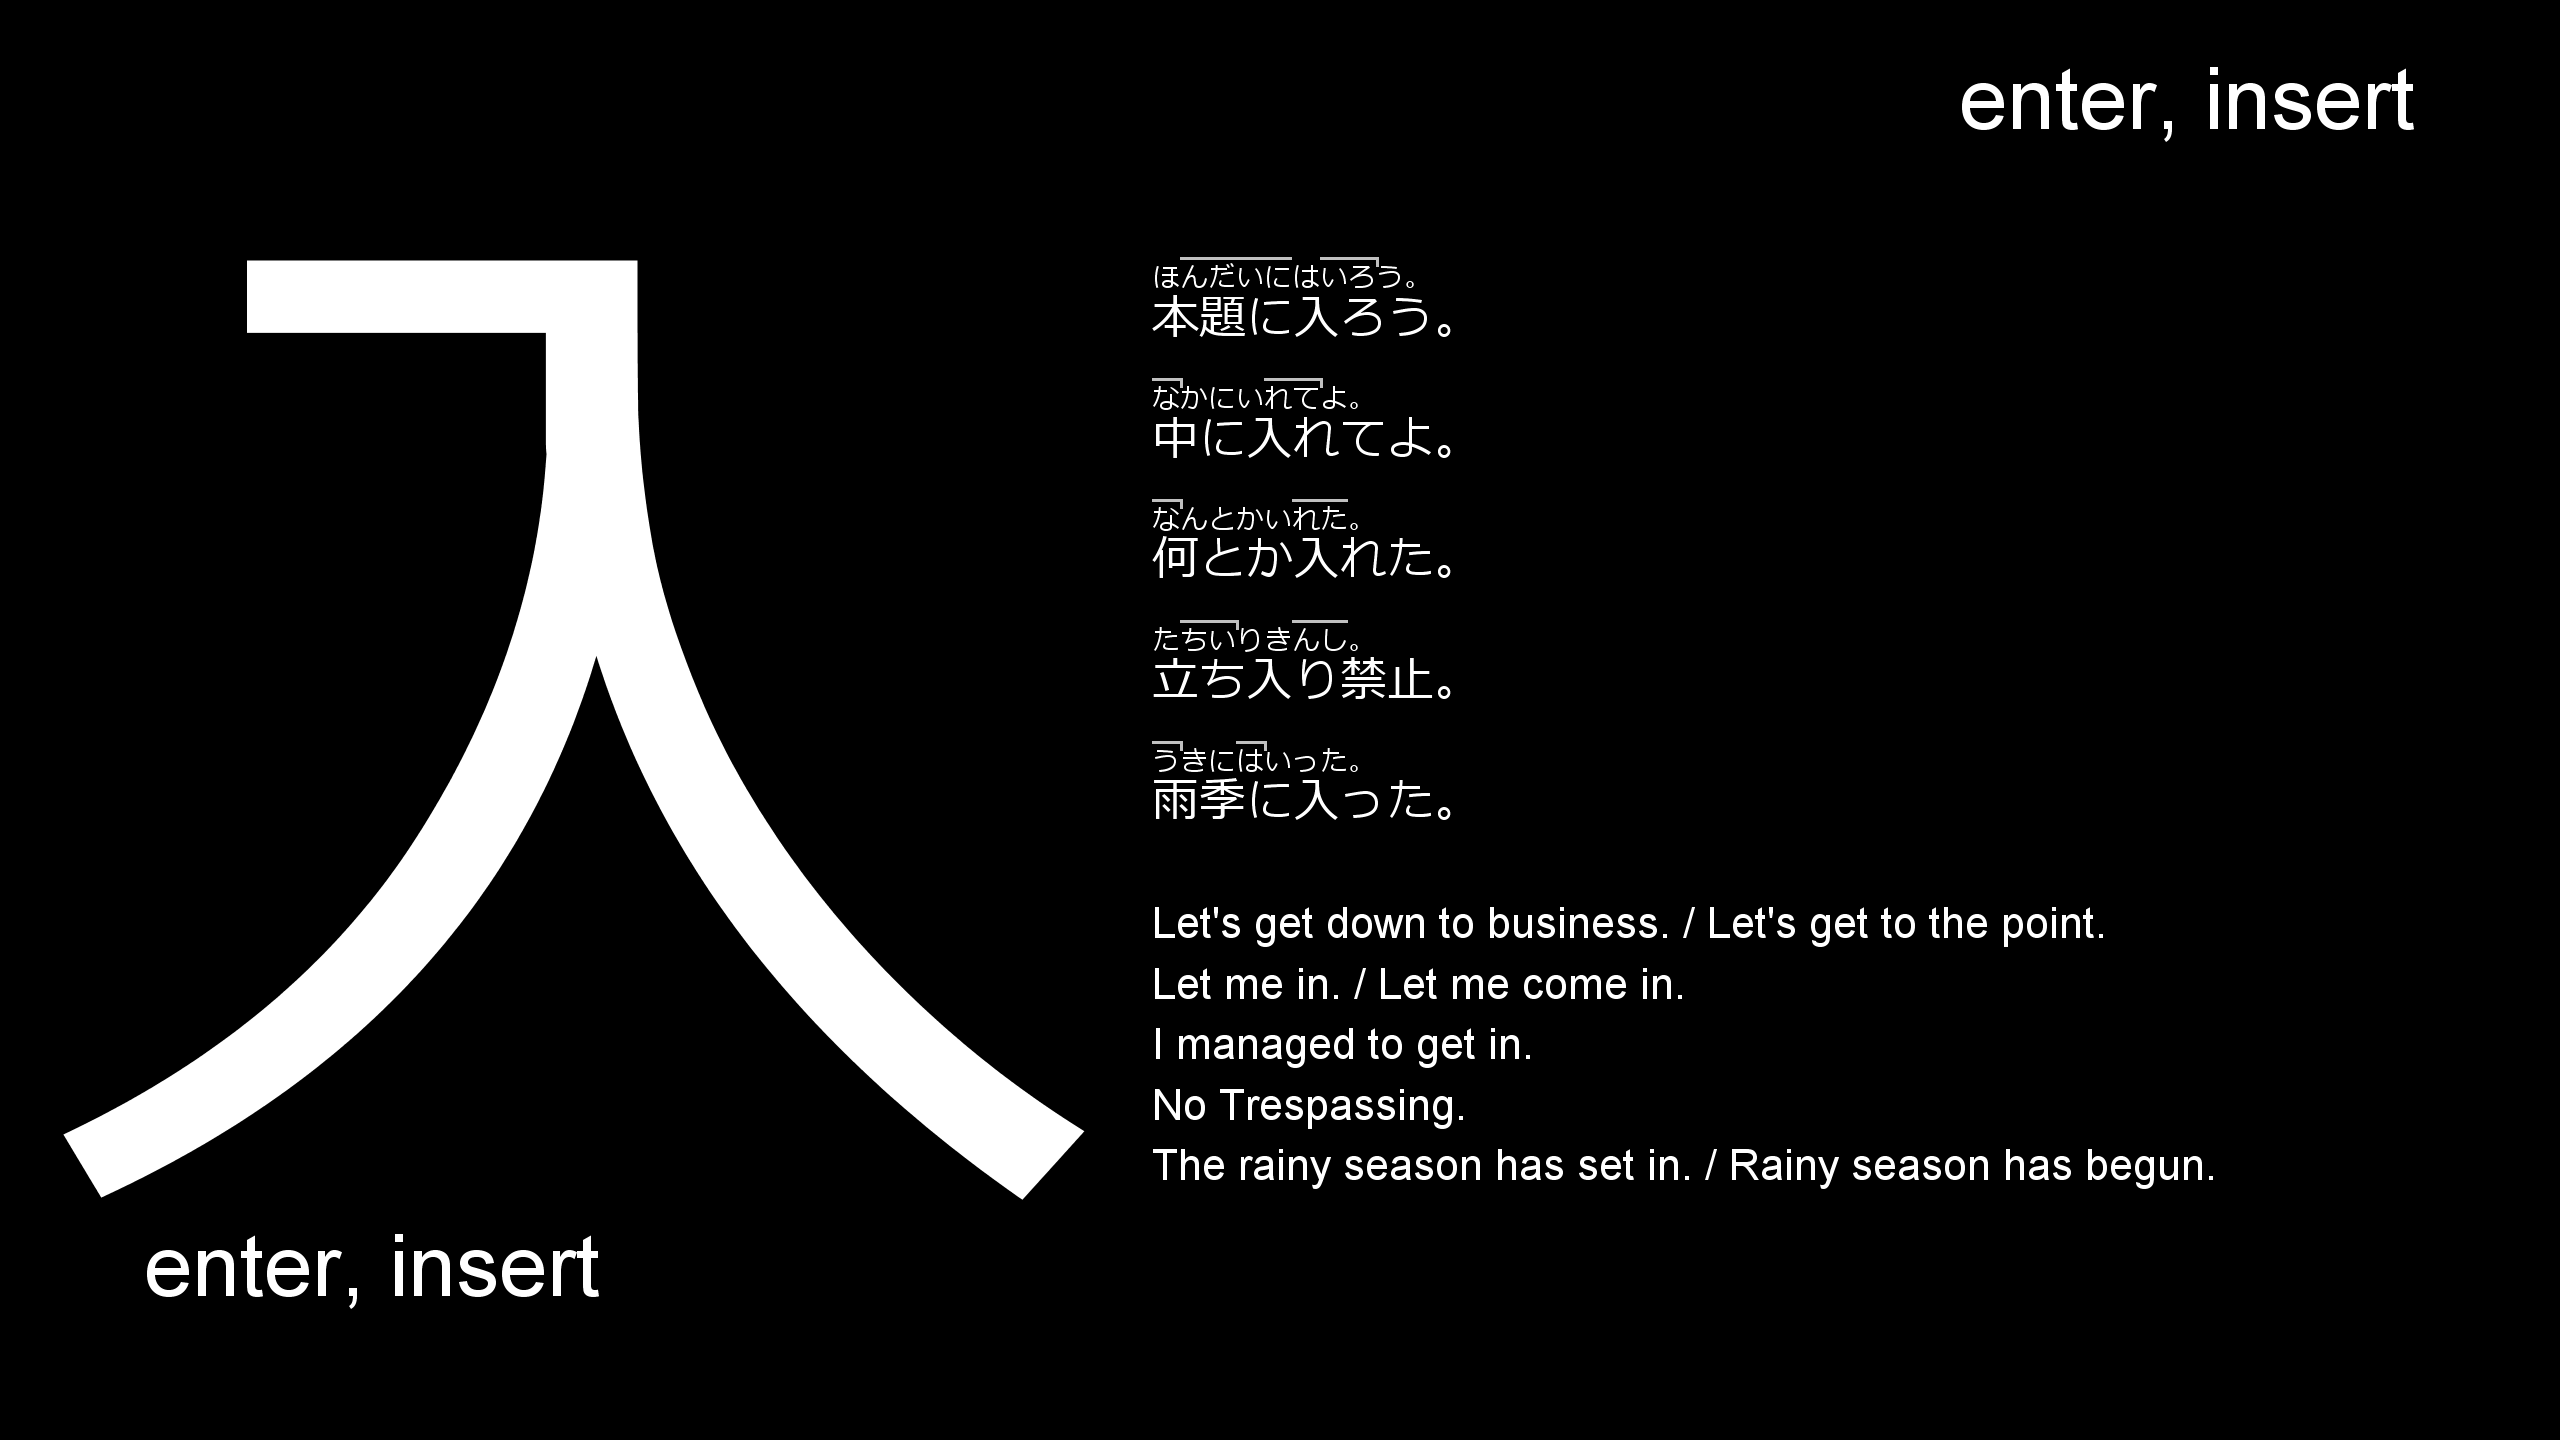 enter, insert
入
ほんだいにはいろう。
本題に入ろう。
なかにいれてよ。
中に入れてよ。
なんとかいれた。
何とか入れた。
たちいりきんし。
立ち入り禁止。
うきにはいった。
雨季に入った。
Let's get down to business. / Let's get to the point.
Let me in. / Let me come in.
I managed to get in.
No Trespassing.
The rainy season has set in. / Rainy season has begun.
enter, insert